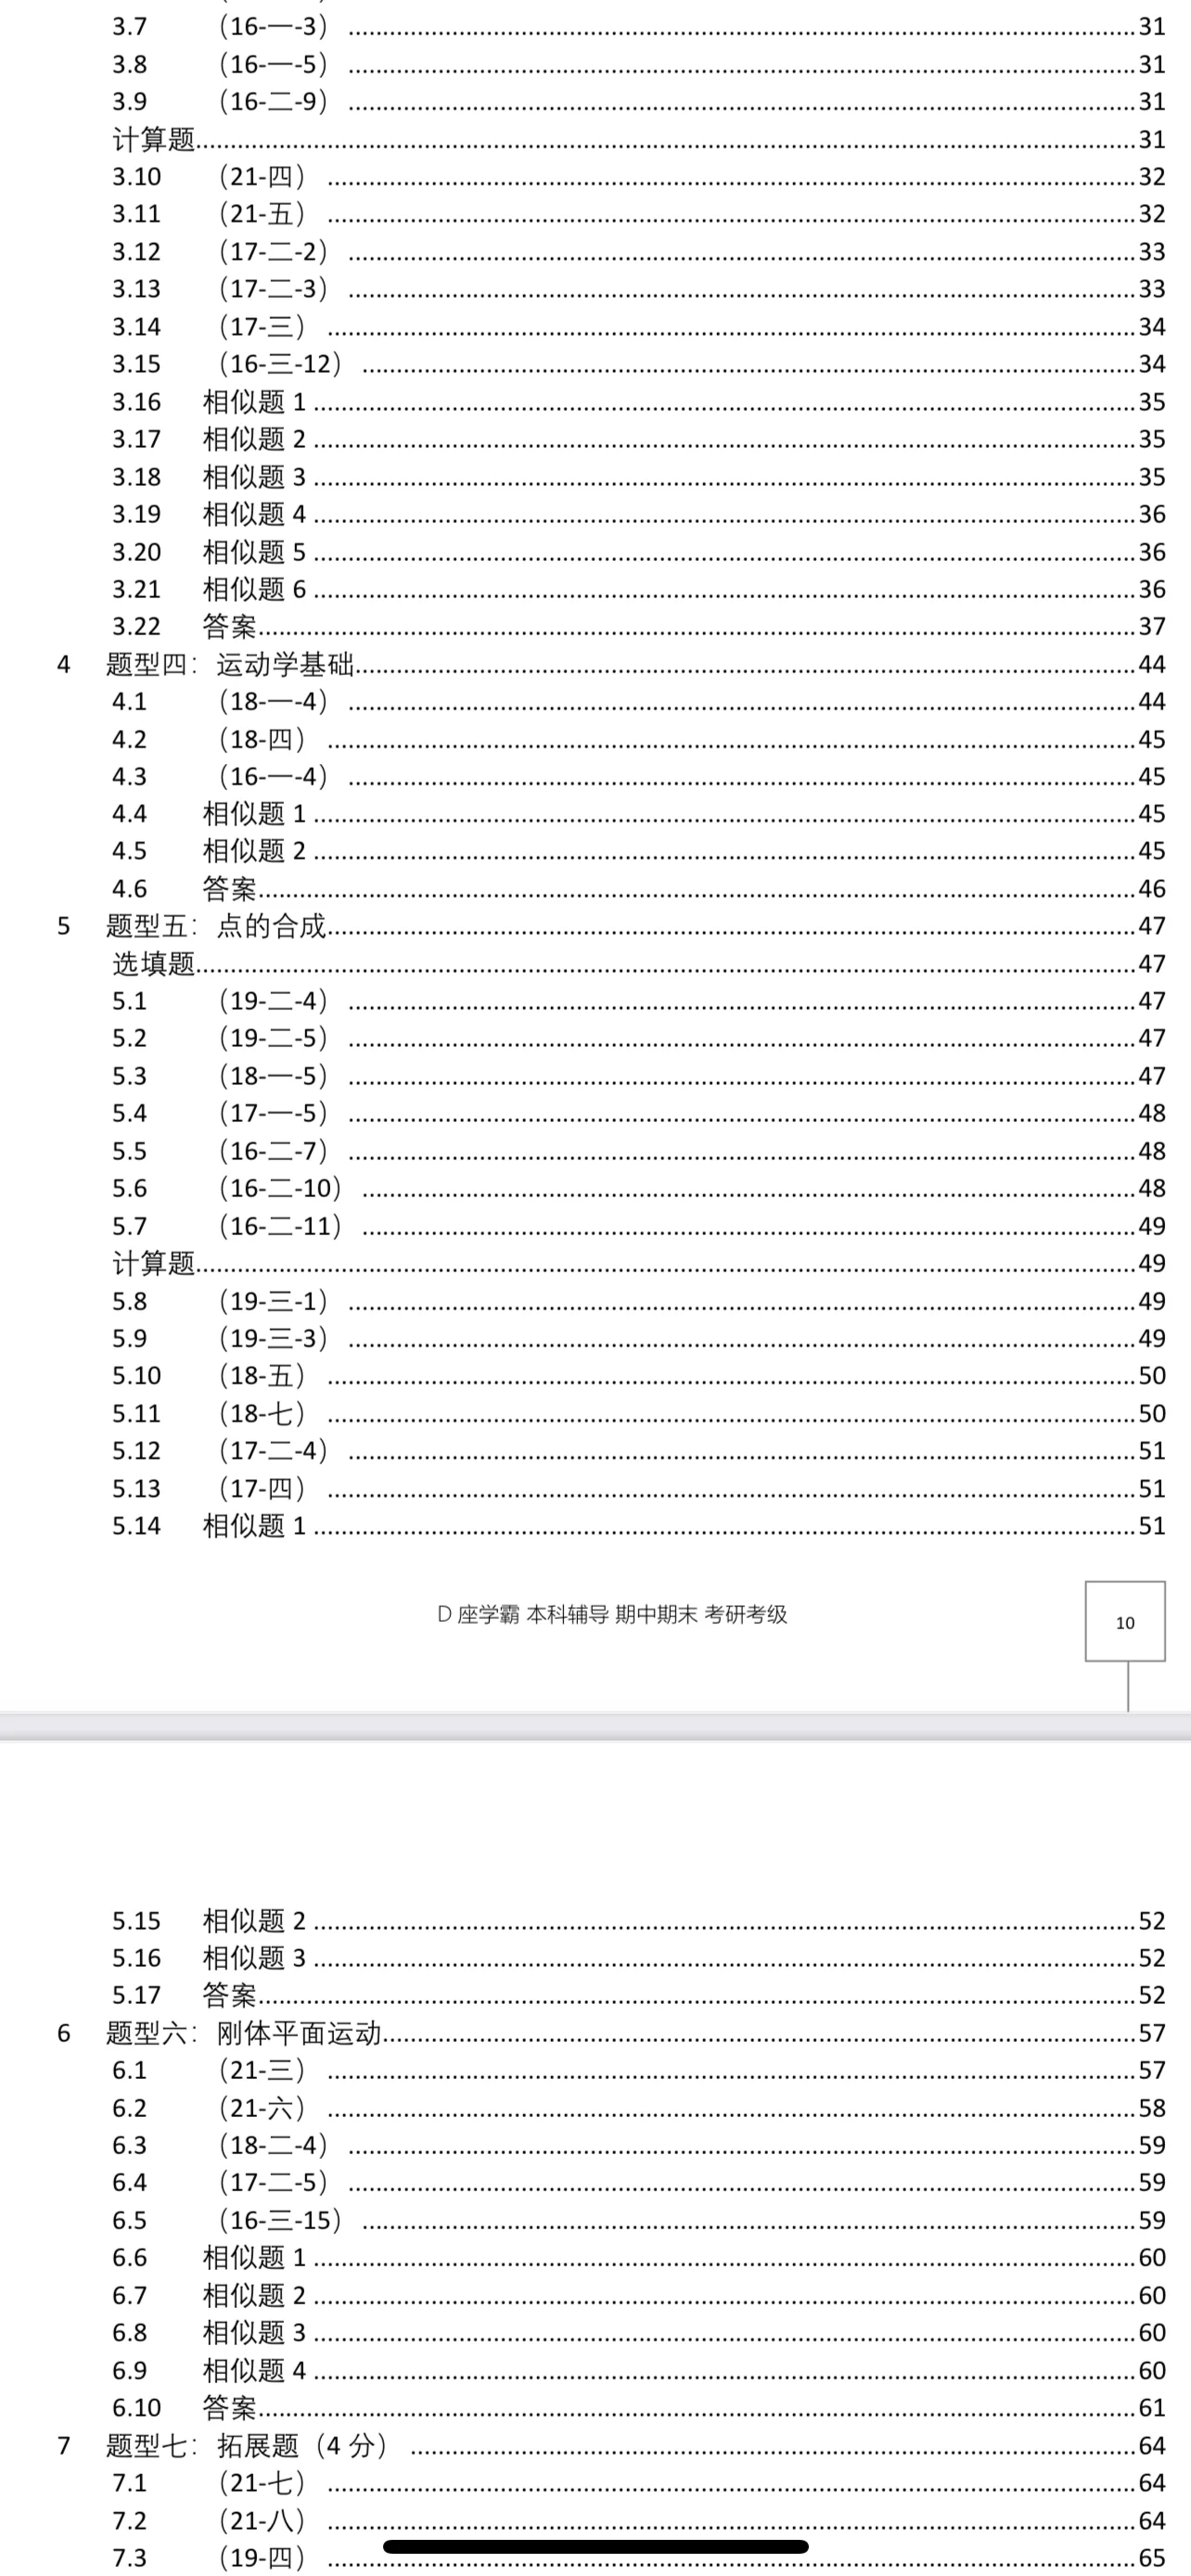 3.7 （16-一-3） 31
3.8 （16-一-5） 31
3.9 （16-二-9） 31
计算题 31
3.10 （21-四） 32
3.11 （21-五） 32
3.12 （17-二-2） 33
3.13 （17-二-3） 33
3.14 （17-三） 34
3.15 （16-三-12） 34
3.16 相似题 1 35
3.17 相似题 2 35
3.18 相似题 3 35
3.19 相似题 4 36
3.20 相似题 5 36
3.21 相似题 6 36
3.22 答案 37
4 题型四：运动学基础 44
4.1 （18-一-4） 44
4.2 （18-四） 45
4.3 （16-一-4） 45
4.4 相似题 1 45
4.5 相似题 2 45
4.6 答案 46
5 题型五：点的合成 47
选填题 47
5.1 （19-二-4） 47
5.2 （19-二-5） 47
5.3 （18-一-5） 47
5.4 （17-一-5） 48
5.5 （16-二-7） 48
5.6 （16-二-10） 48
5.7 （16-二-11） 49
计算题 49
5.8 （19-三-1） 49
5.9 （19-三-3） 49
5.10 （18-五） 50
5.11 （18-七） 50
5.12 （17-二-4） 51
5.13 （17-四） 51
5.14 相似题 1 51
D 座学霸 本科辅导 期中期末 考研考级
10
5.15 相似题 2 52
5.16 相似题 3 52
5.17 答案 52
6 题型六：刚体平面运动 57
6.1 （21-三） 57
6.2 （21-六） 58
6.3 （18-二-4） 59
6.4 （17-二-5） 59
6.5 （16-三-15） 59
6.6 相似题 1 60
6.7 相似题 2 60
6.8 相似题 3 60
6.9 相似题 4 60
6.10 答案 61
7 题型七：拓展题（4 分） 64
7.1 （21-七） 64
7.2 （21-八） 64
7.3 （19-四） 65